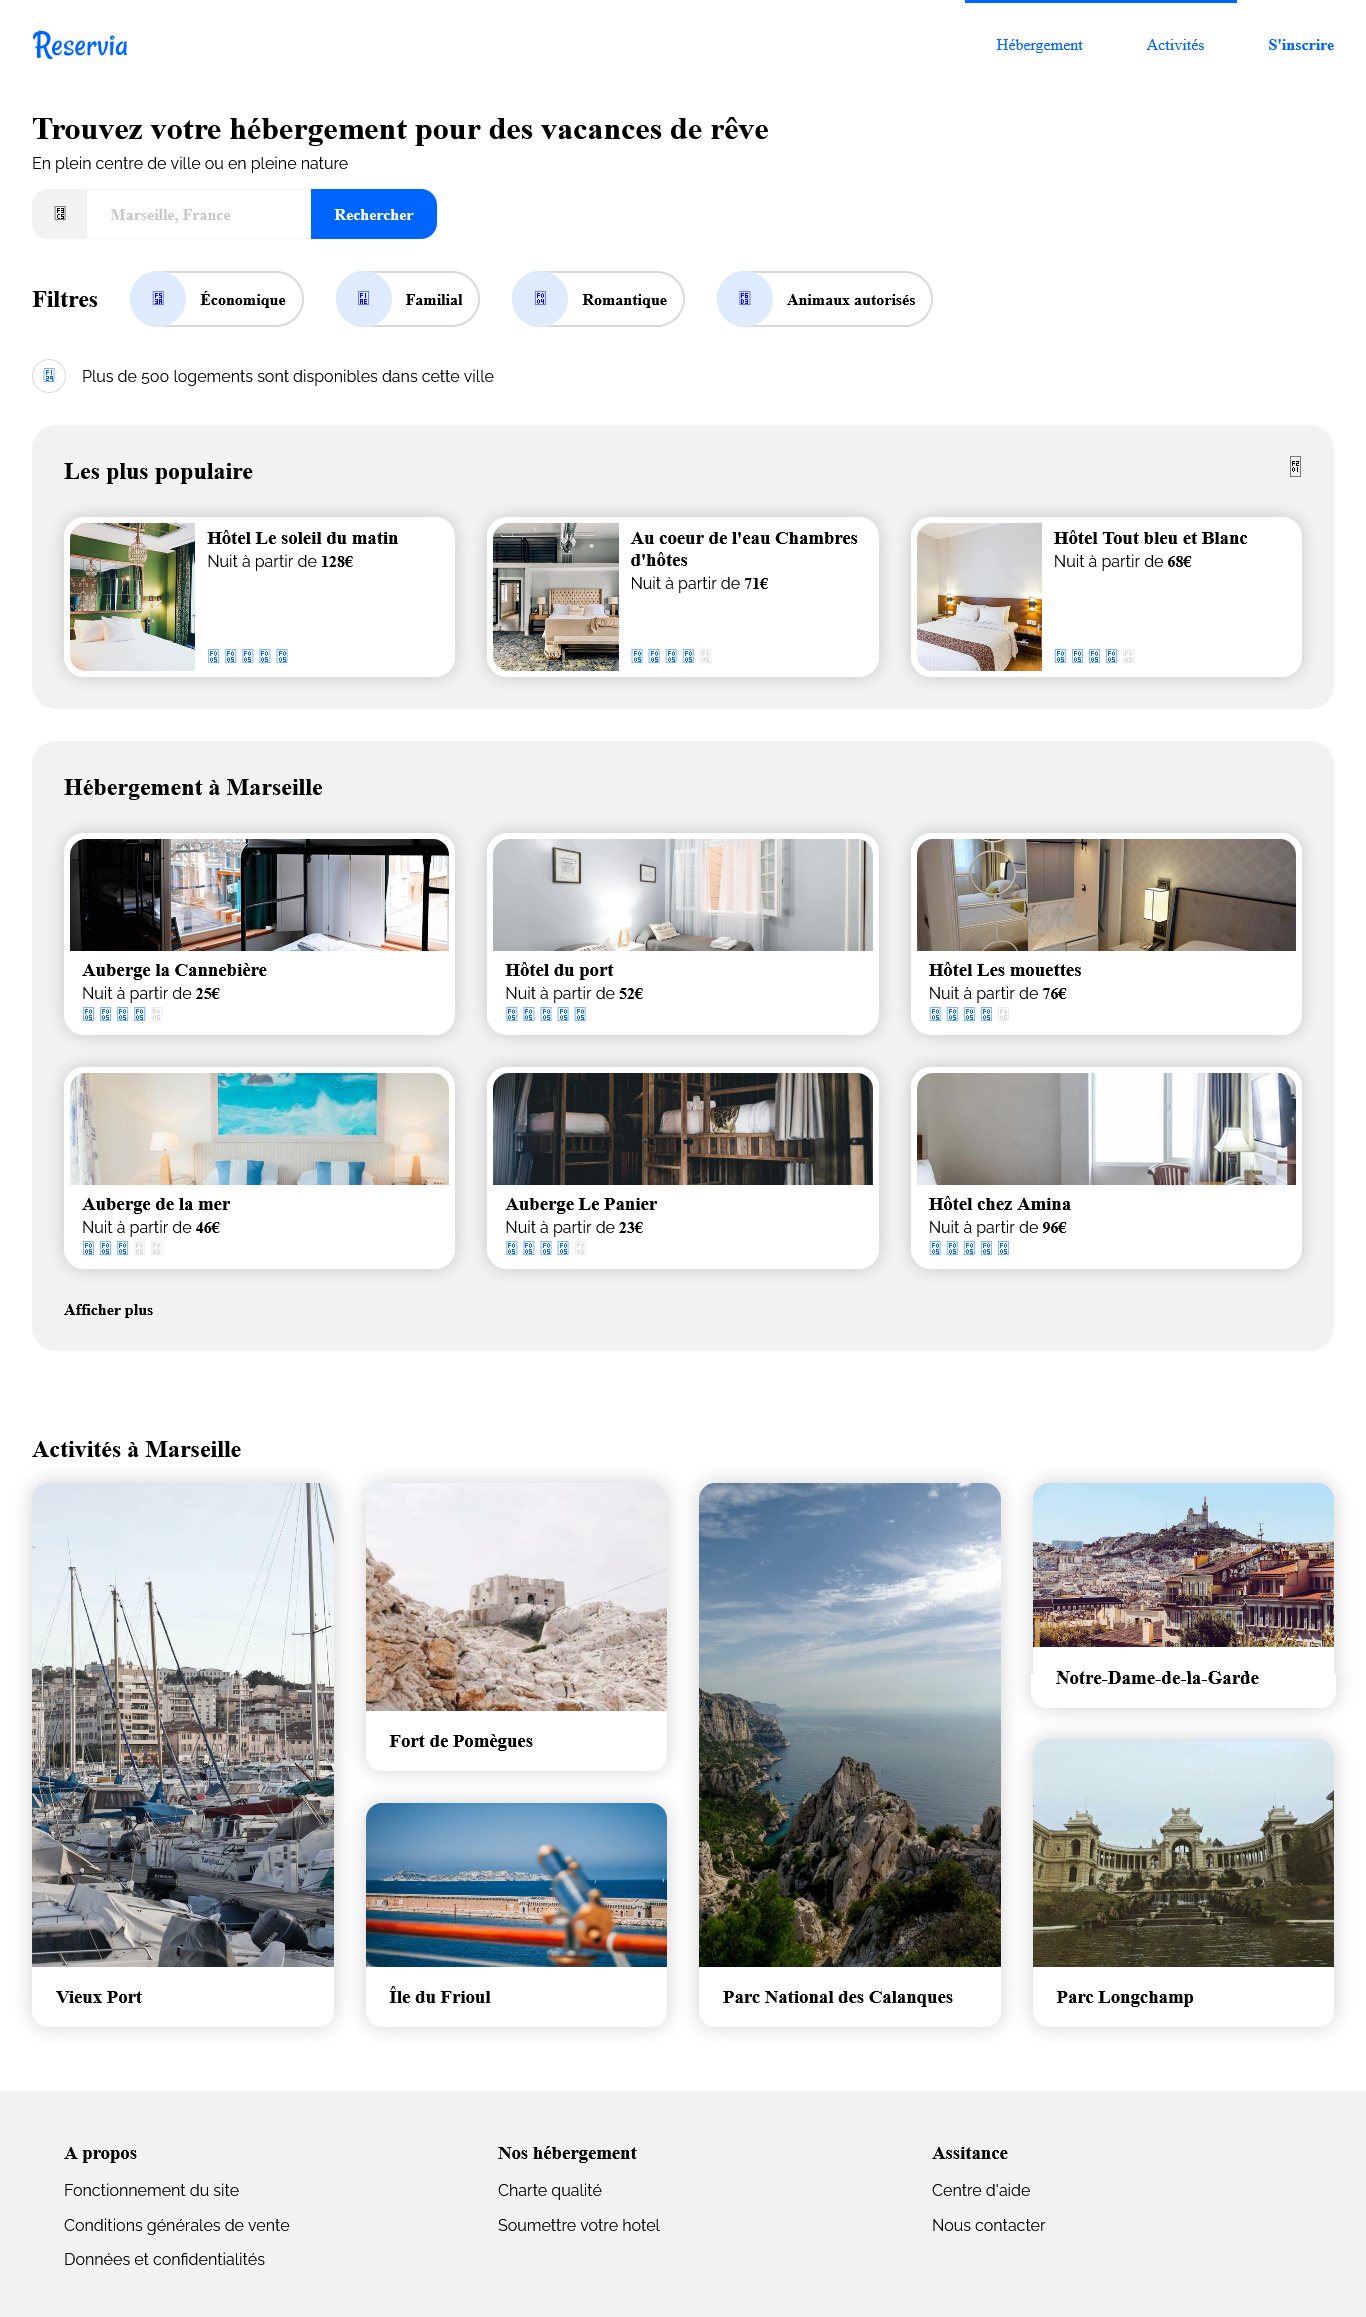 Reservia
Hébergement
Activités
S'inscrire
Trouvez votre hébergement pour des vacances de rêve
En plein centre de ville ou en pleine nature
Marseille, France
Rechercher
Filtres
Économique
Familial
Romantique
Animaux autorisés
Plus de 500 logements sont disponibles dans cette ville
Les plus populaire
Hôtel Le soleil du matin
Nuit à partir de 128€
Au coeur de l'eau Chambres
d'hôtes
Nuit à partir de 71€
Hôtel Tout bleu et Blanc
Nuit à partir de 68€
Hébergement à Marseille
Auberge la Cannebière
Nuit à partir de 25€
Hôtel du port
Nuit à partir de 52€
Hôtel Les mouettes
Nuit à partir de 76€
Auberge de la mer
Nuit à partir de 46€
Auberge Le Panier
Nuit à partir de 23€
Hôtel chez Amina
Nuit à partir de 96€
Afficher plus
Activités à Marseille
Vieux Port
Fort de Pomègues
Île du Frioul
Parc National des Calanques
Notre-Dame-de-la-Garde
Parc Longchamp
A propos
Fonctionnement du site
Conditions générales de vente
Données et confidentialités
Nos hébergement
Charte qualité
Soumettre votre hotel
Assitance
Centre d'aide
Nous contacter